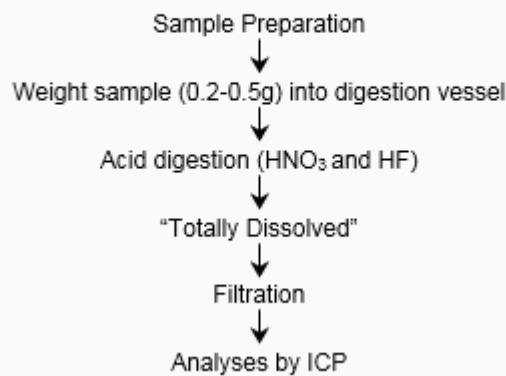 Sample Preparation
Weight sample (0.2-0.5g) into digestion vessel
Acid digestion (HNO₃ and HF)
“Totally Dissolved”
Filtration
Analyses by ICP